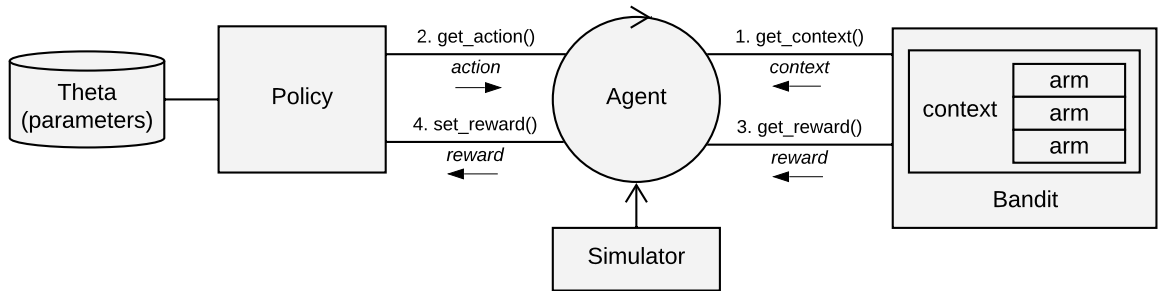 Theta
(parameters)
Policy
2. get_action()
action
4. set_reward()
reward
Agent
1. get_context()
context
3. get_reward()
reward
context
arm
arm
arm
Bandit
Simulator